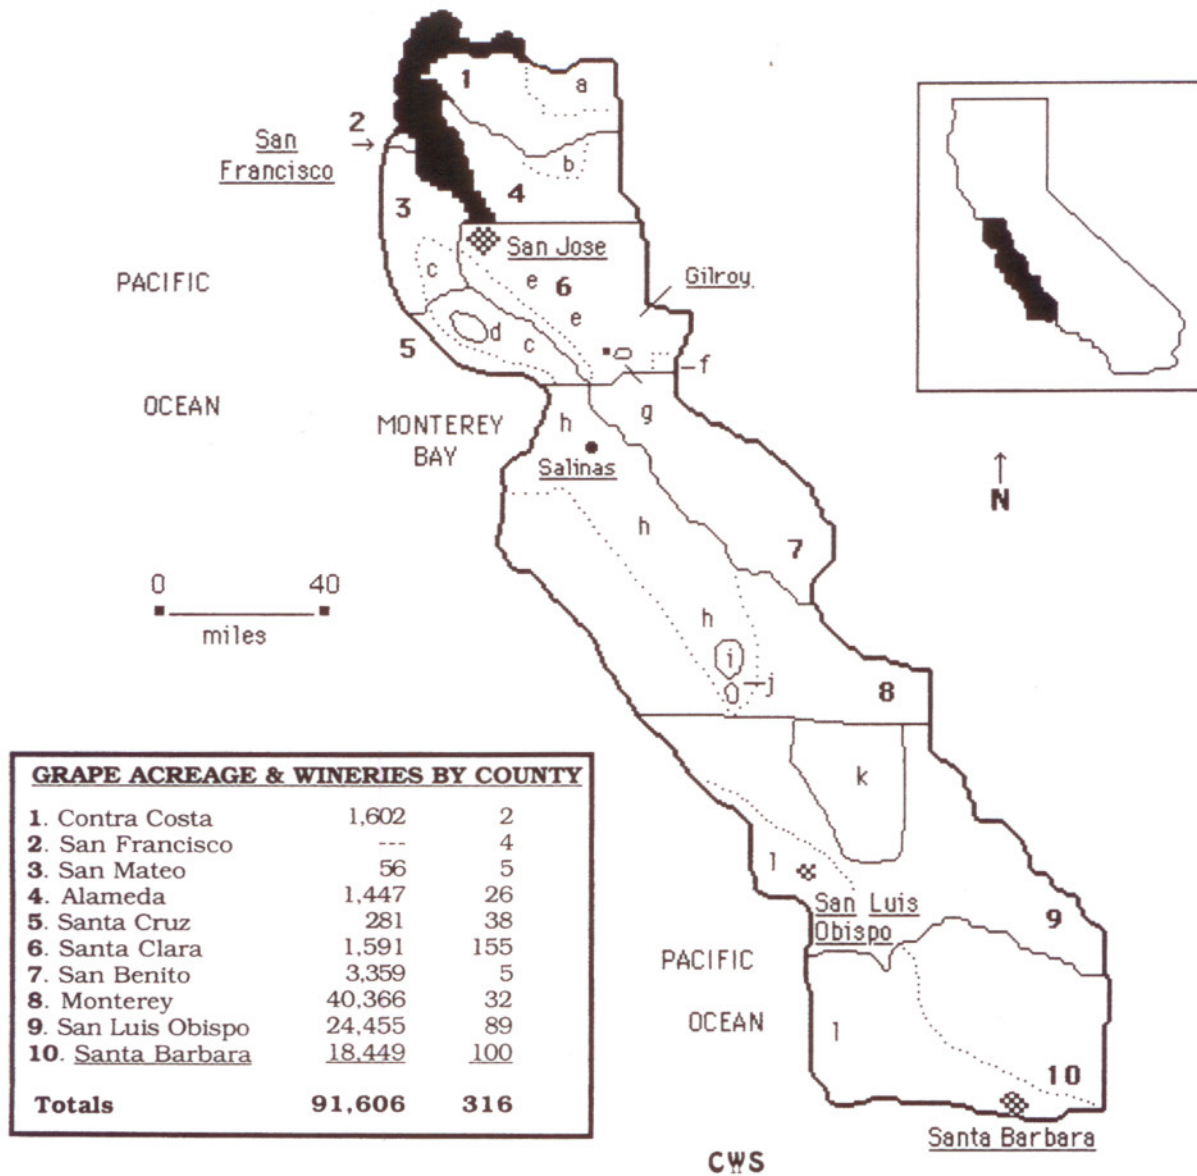 1
a
2
San
Francisco
b
4
3
San Jose
c
e
6
Gilroy
PACIFIC
e
d
5
c
f
OCEAN
g
MONTEREY
BAY
h
Salinas
N
h
7
0 40
miles
h
i
j
8
GRAPE ACREAGE & WINERIES BY COUNTY
1. Contra Costa 1,602 2
2. San Francisco --- 4
3. San Mateo 56 5
4. Alameda 1,447 26
5. Santa Cruz 281 38
6. Santa Clara 1,591 155
7. San Benito 3,359 5
8. Monterey 40,366 32
9. San Luis Obispo 24,455 89
10. Santa Barbara 18,449 100
Totals 91,606 316
k
l
San Luis
Obispo
9
PACIFIC
OCEAN
l
10
Santa Barbara
CWS